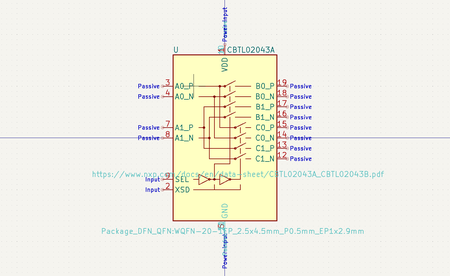 Power Input
U
CBTL02043A
VDD
Passive 3 A0_P B0_P 19 Passive
Passive 4 A0_N B0_N 18 Passive
B1_P 17 Passive
B1_N 16 Passive
Passive 7 A1_P C0_P 15 Passive
Passive 8 A1_N C0_N 14 Passive
C1_P 13 Passive
C1_N 12 Passive
https://www.nxp.com/docs/en/data-sheet/CBTL02043A_CBTL02043B.pdf
Input 9 SEL
Input 2 XSD
GND
Package_DFN_QFN:WQFN-20-1EP_2.5x4.5mm_P0.5mm_EP1x2.9mm
Power Input